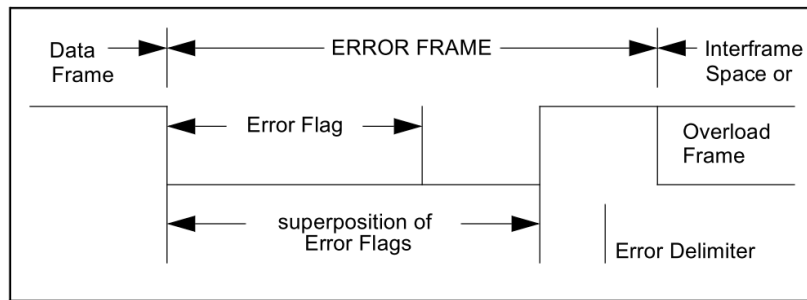 Data
Frame
ERROR FRAME
Interframe
Space or
Error Flag
Overload
Frame
superposition of
Error Flags
Error Delimiter